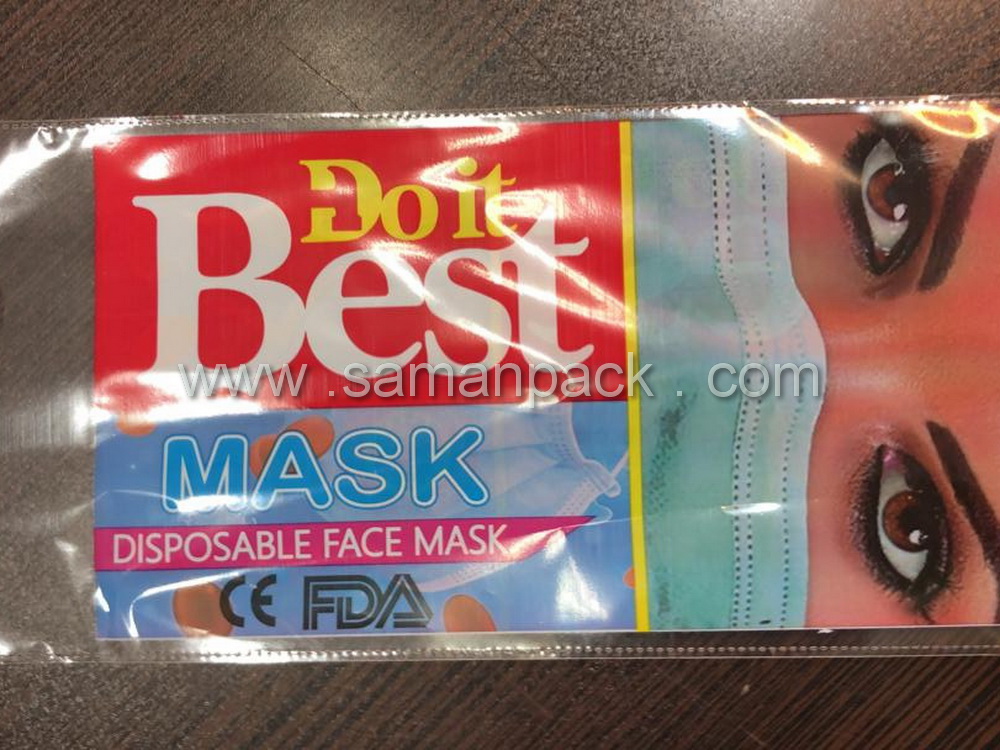 Do it
Best
www.samanpack.com
MASK
DISPOSABLE FACE MASK
CE FDA